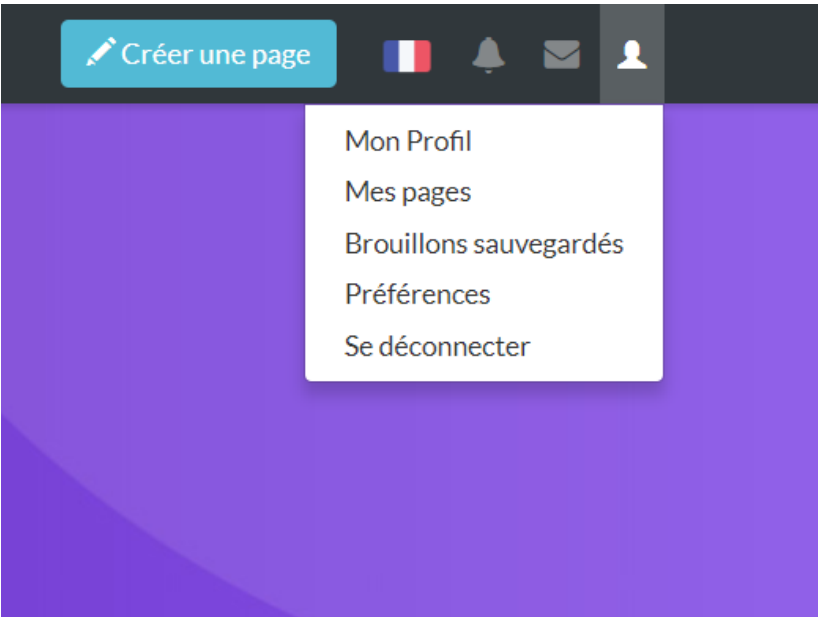 Créer une page
Mon Profil
Mes pages
Brouillons sauvegardés
Préférences
Se déconnecter